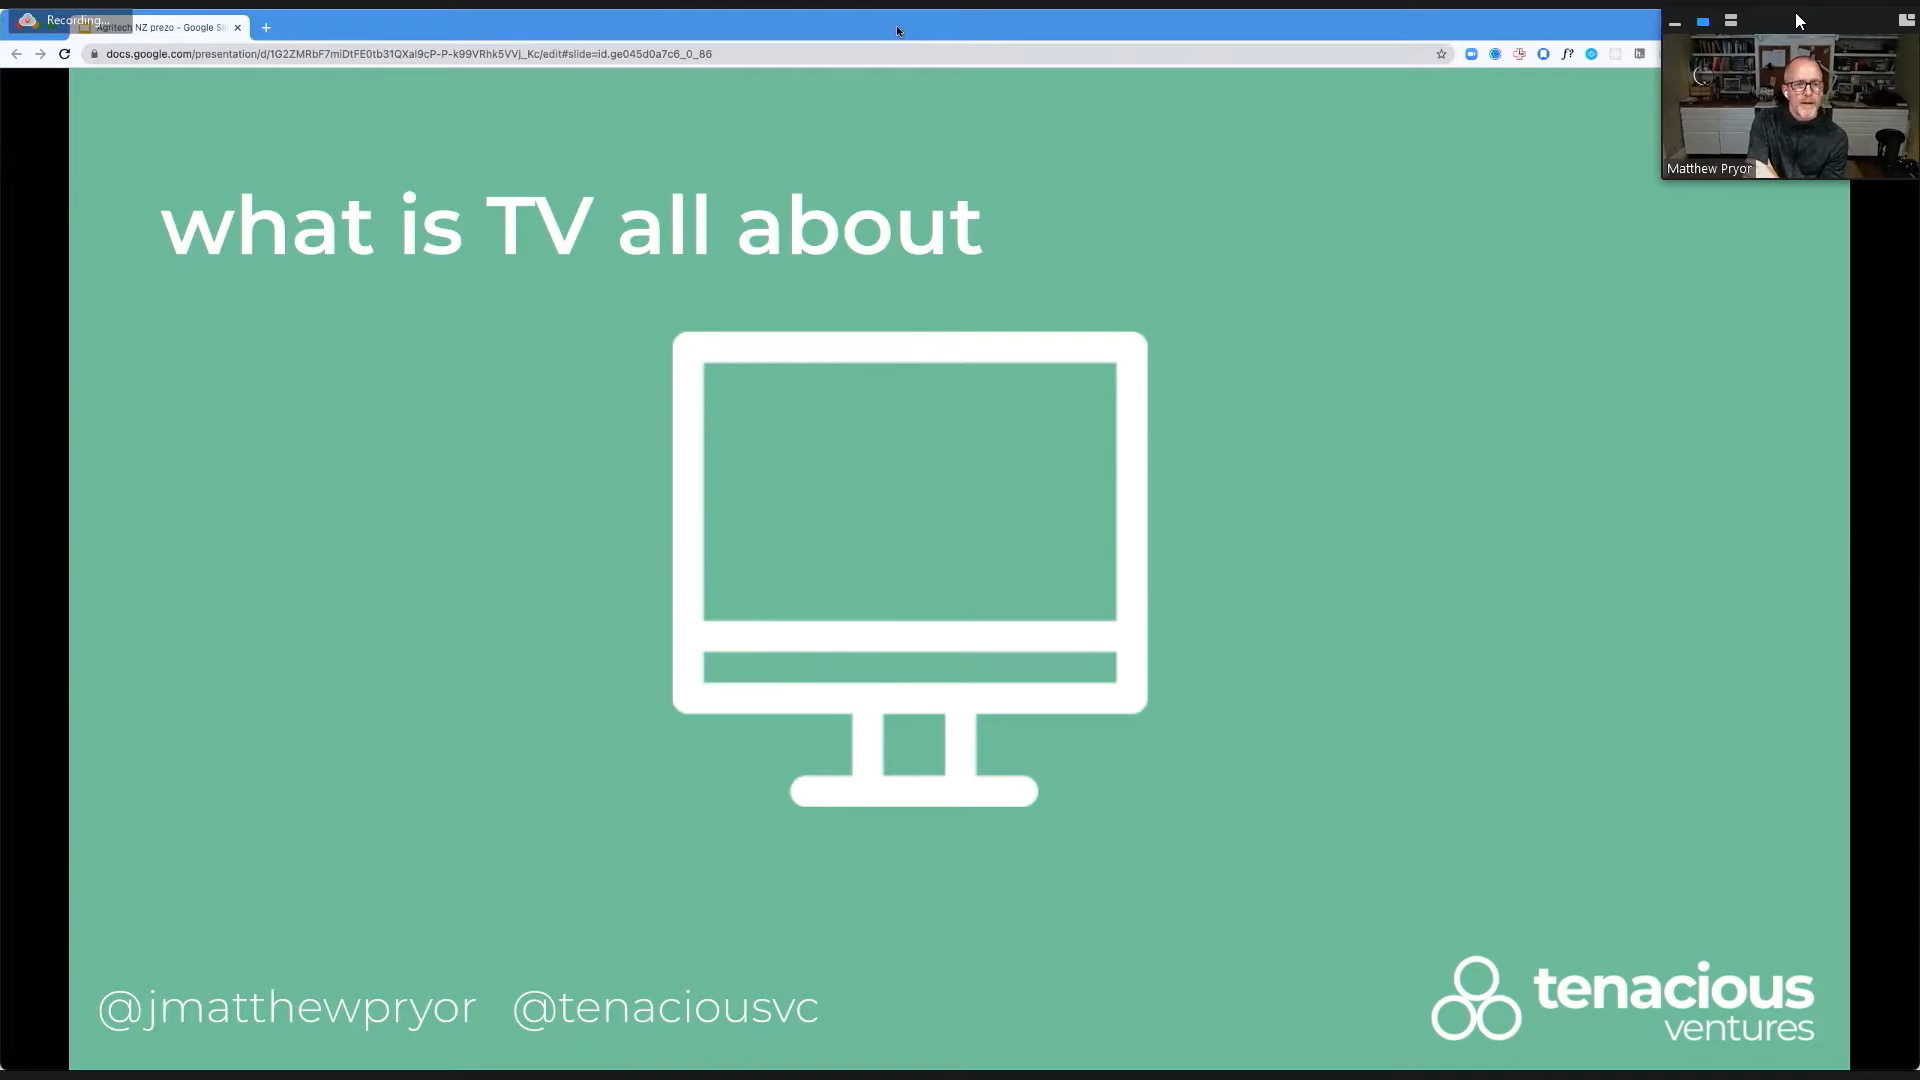 Recording...
Agritech NZ prezo - Google Sli
docs.google.com/presentation/d/1G2ZMRbF7miDtFE0tb31QXal9cP-P-k99VRhk5VVj_Kc/edit#slide=id.ge045d0a7c6_0_86
f?
h.
Matthew Pryor
what is TV all about
@jmatthewpryor @tenaciousvc
tenacious
ventures